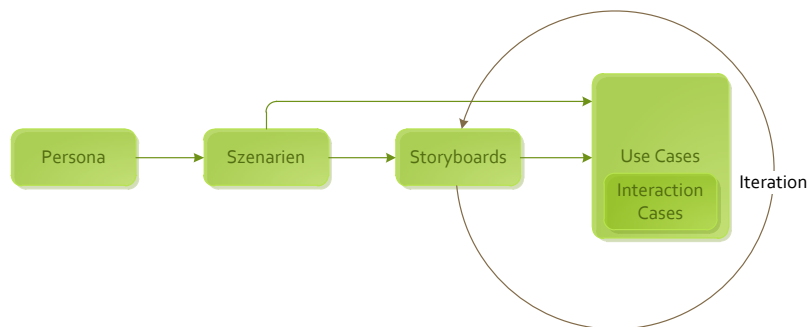 Persona
Szenarien
Storyboards
Use Cases
Interaction
Cases
Iteration